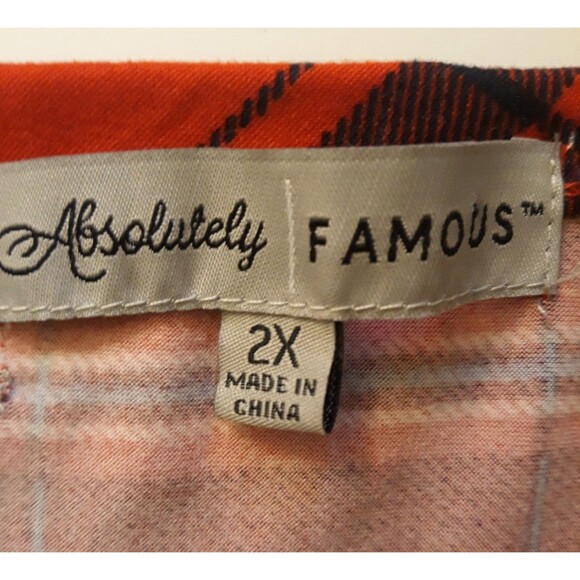 Absolutely | FAMOUS™
2X
MADE IN
CHINA